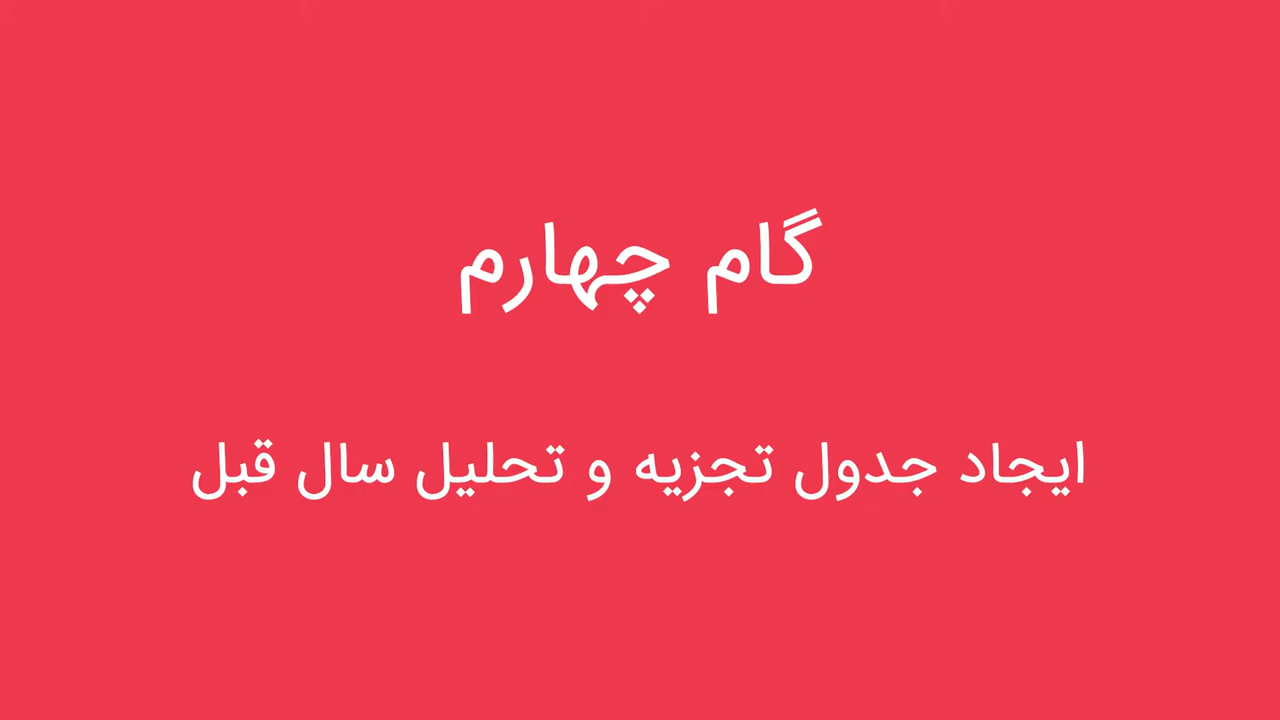 گام چهارم
ایجاد جدول تجزیه و تحلیل سال قبل